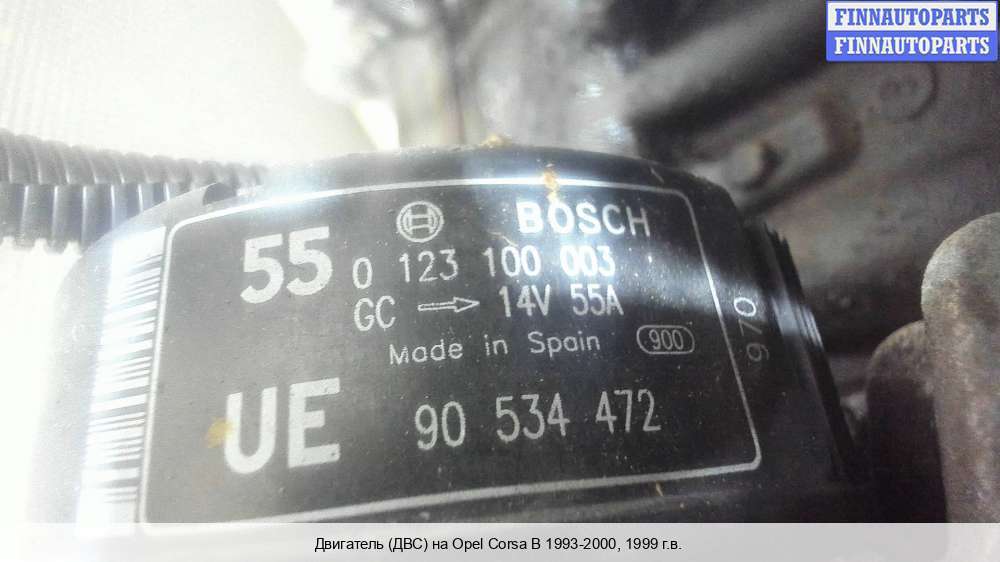 FINNAUTOPARTS
FINNAUTOPARTS
BOSCH
55 0 123 100 003
GC → 14V 55A
Made in Spain 900
970
UE 90 534 472
Двигатель (ДВС) на Opel Corsa B 1993-2000, 1999 г.в.